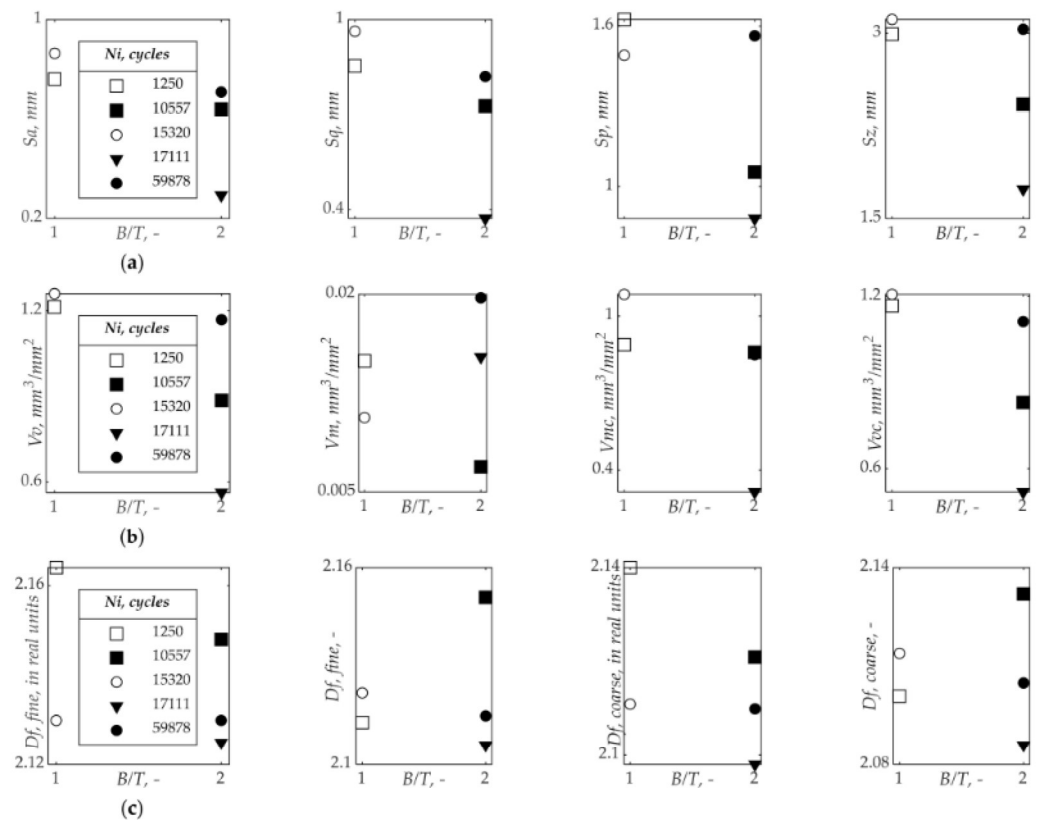 1
Sa, mm
0.2
Ni, cycles
1250
10557
15320
17111
59878
1
B/T, -
2
(a)
1
Sq, mm
0.4
1
B/T, -
2
1.6
Sp, mm
1
1
B/T, -
2
3
Sz, mm
1.5
1
B/T, -
2
1.2
Vv, mm³/mm²
0.6
Ni, cycles
1250
10557
15320
17111
59878
1
B/T, -
2
(b)
0.02
Vm, mm³/mm²
0.005
1
B/T, -
2
1
Vmc, mm³/mm²
0.4
1
B/T, -
2
1.2
Vvc, mm³/mm²
0.6
1
B/T, -
2
2.16
Df, fine, in real units
2.12
Ni, cycles
1250
10557
15320
17111
59878
1
B/T, -
2
(c)
2.16
Df, fine, -
2.1
1
B/T, -
2
2.14
Df, coarse, in real units
2.1
1
B/T, -
2
2.14
Df, coarse, -
2.08
1
B/T, -
2